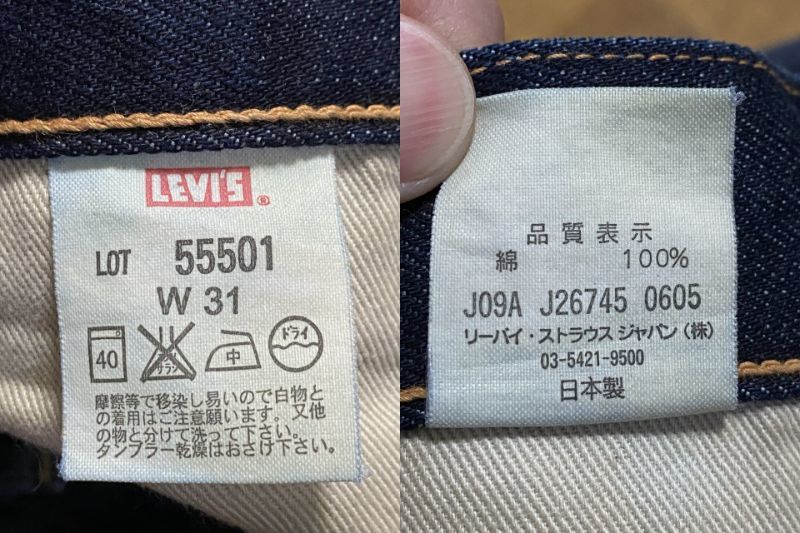 LEVI'S ®
LOT 55501
W 31
40 サラシ 中 ドライ
摩擦等で移染し易いので白物と
の着用はご注意願います。又他
の物と分けて洗って下さい。
タンブラー乾燥はおさけ下さい。
品質表示
綿 100%
J09A J26745 0605
リーバイ・ストラウス ジャパン(株)
03-5421-9500
日本製